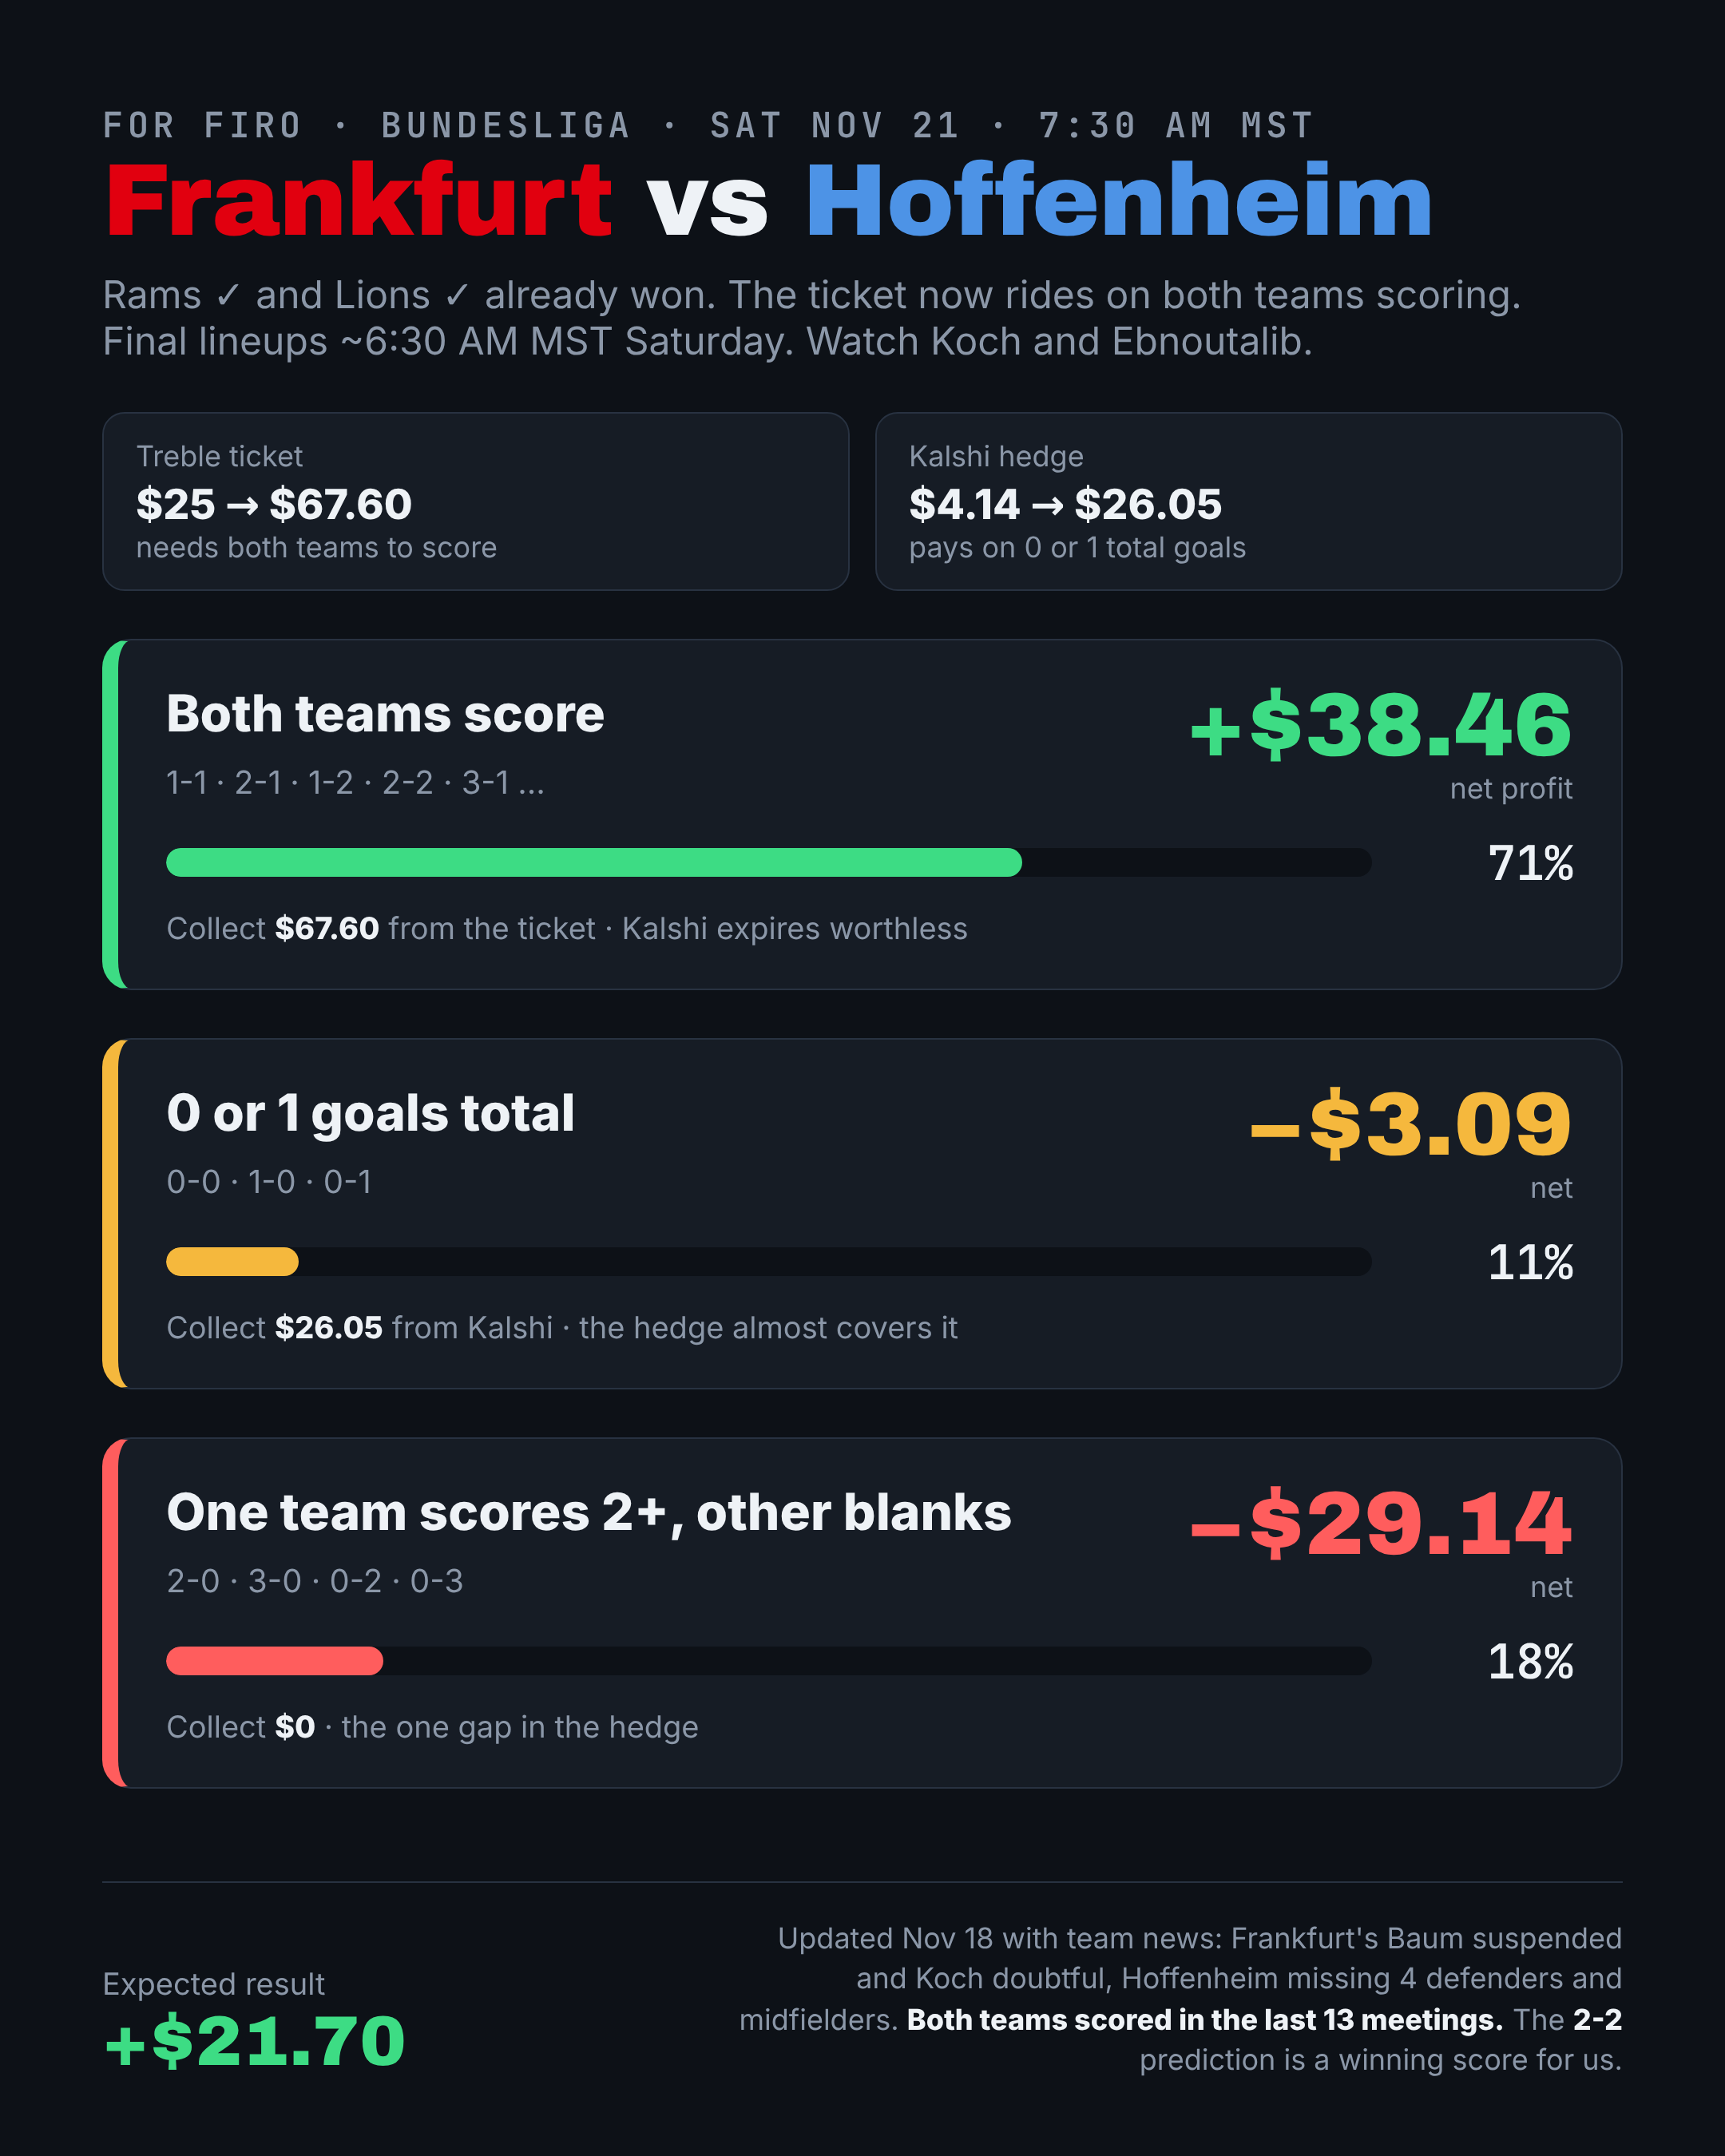 FOR FIRO · BUNDESLIGA · SAT NOV 21 · 7:30 AM MST
Frankfurt vs Hoffenheim
Rams ✓ and Lions ✓ already won. The ticket now rides on both teams scoring.
Final lineups ~6:30 AM MST Saturday. Watch Koch and Ebnoutalib.
Treble ticket
$25 → $67.60
needs both teams to score
Kalshi hedge
$4.14 → $26.05
pays on 0 or 1 total goals
Both teams score
+$38.46
1-1 · 2-1 · 1-2 · 2-2 · 3-1 ...
net profit
71%
Collect $67.60 from the ticket · Kalshi expires worthless
0 or 1 goals total
−$3.09
0-0 · 1-0 · 0-1
net
11%
Collect $26.05 from Kalshi · the hedge almost covers it
One team scores 2+, other blanks
−$29.14
2-0 · 3-0 · 0-2 · 0-3
net
18%
Collect $0 · the one gap in the hedge
Expected result
+$21.70
Updated Nov 18 with team news: Frankfurt's Baum suspended
and Koch doubtful, Hoffenheim missing 4 defenders and
midfielders. Both teams scored in the last 13 meetings. The 2-2
prediction is a winning score for us.